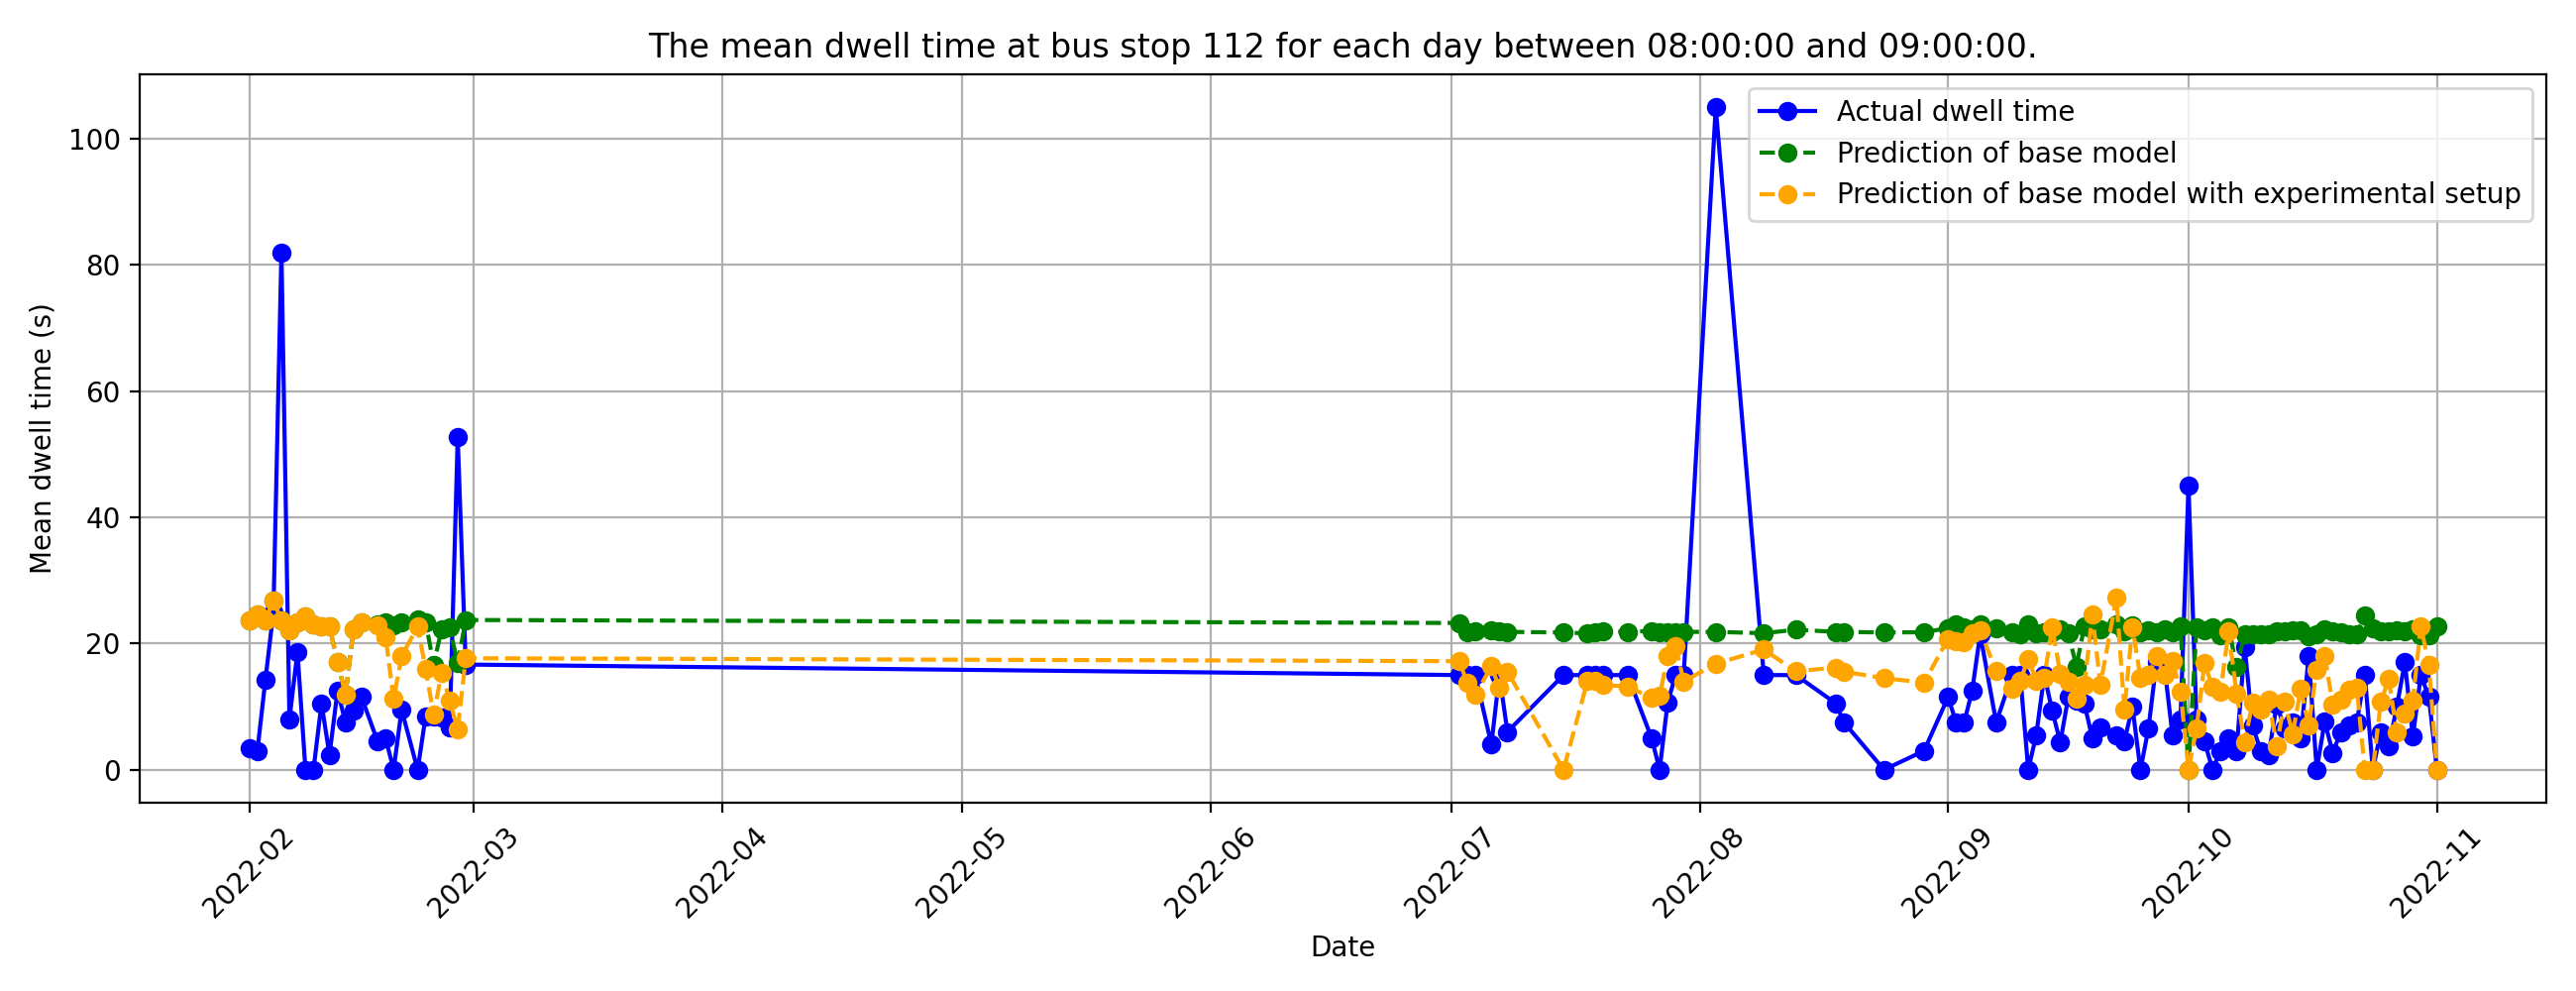 The mean dwell time at bus stop 112 for each day between 08:00:00 and 09:00:00.
Actual dwell time
Prediction of base model
Prediction of base model with experimental setup
Mean dwell time (s)
100
80
60
40
20
0
2022-02
2022-03
2022-04
2022-05
2022-06
2022-07
2022-08
2022-09
2022-10
2022-11
Date